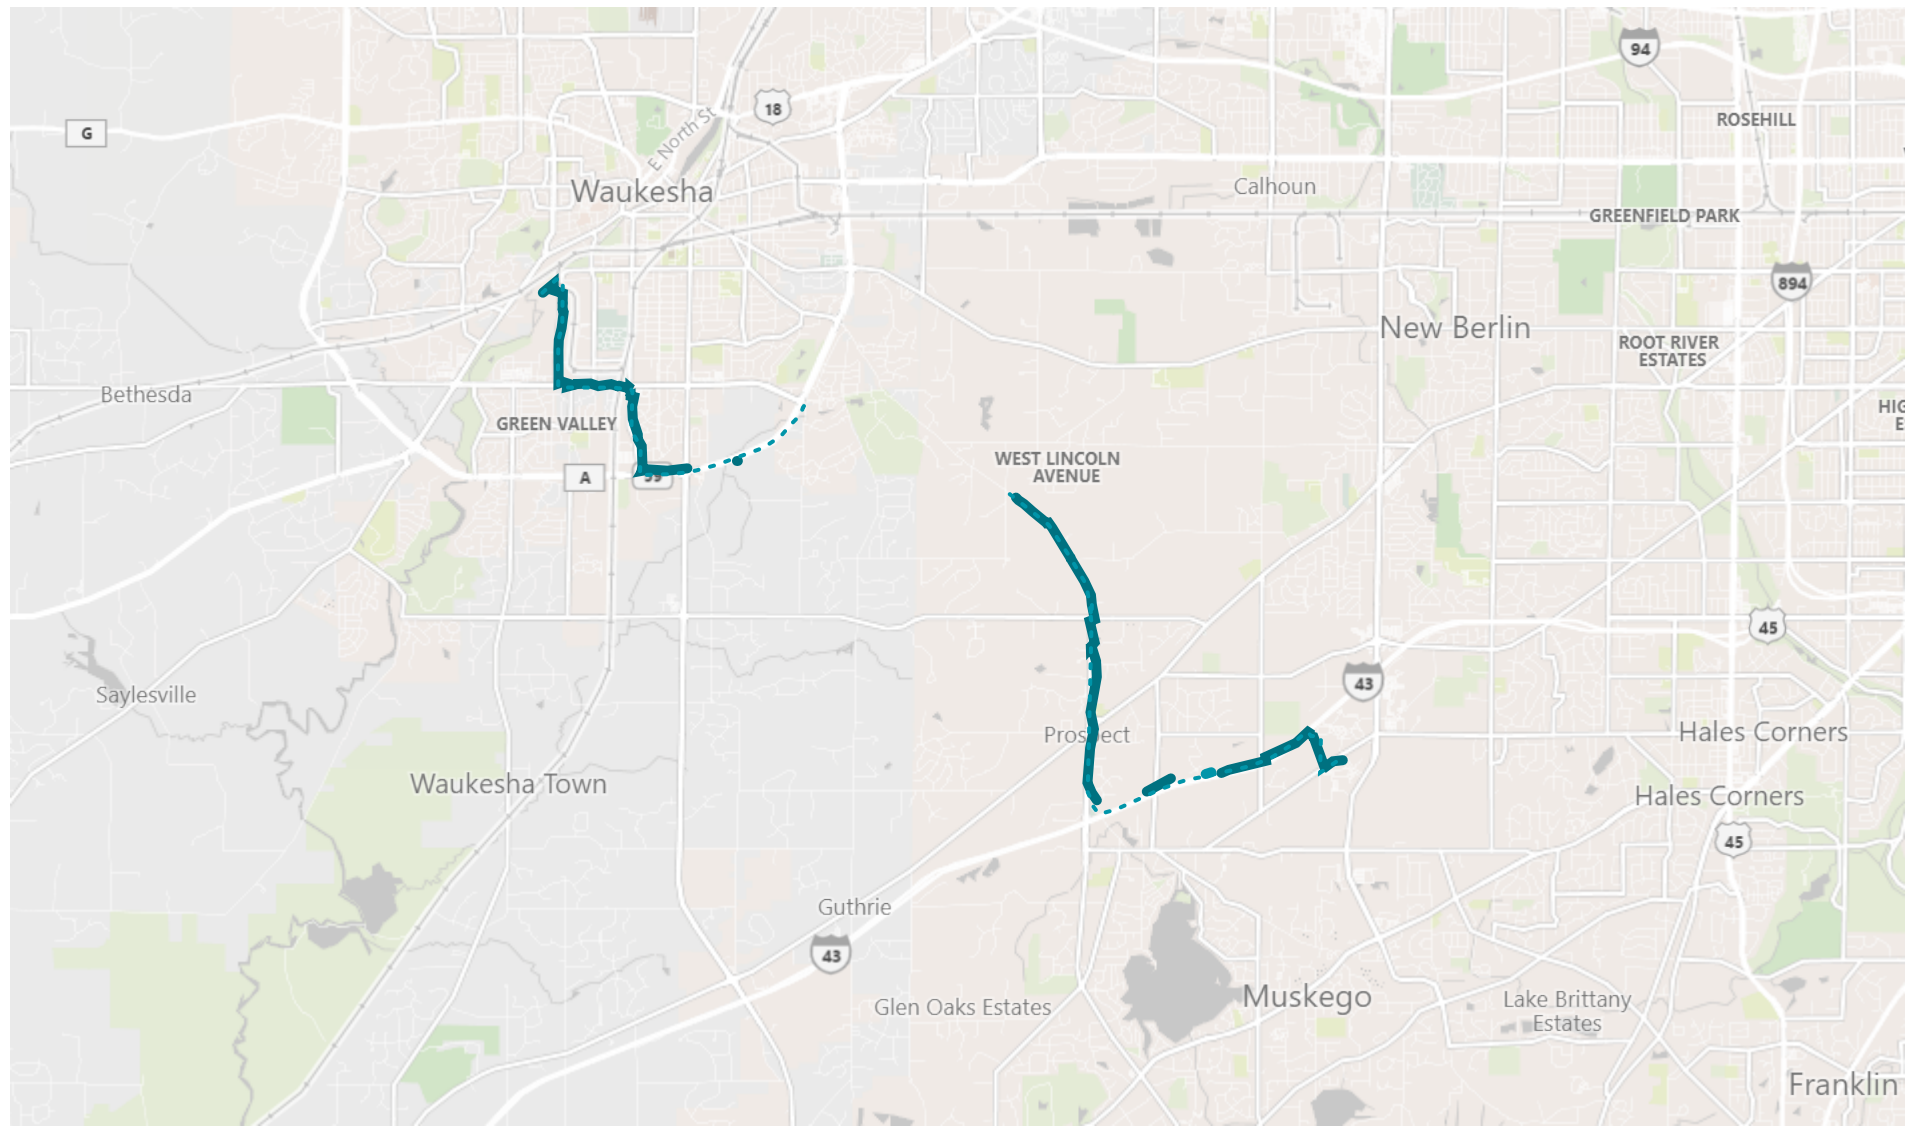 94
18
ROSEHILL
G
E North St
Waukesha
Calhoun
GREENFIELD PARK
894
New Berlin
ROOT RIVER
ESTATES
Bethesda
HIG
E
GREEN VALLEY
WEST LINCOLN
AVENUE
A
59
45
43
Saylesville
Prospect
Hales Corners
Waukesha Town
Hales Corners
45
Guthrie
43
Glen Oaks Estates
Muskego
Lake Brittany
Estates
Franklin